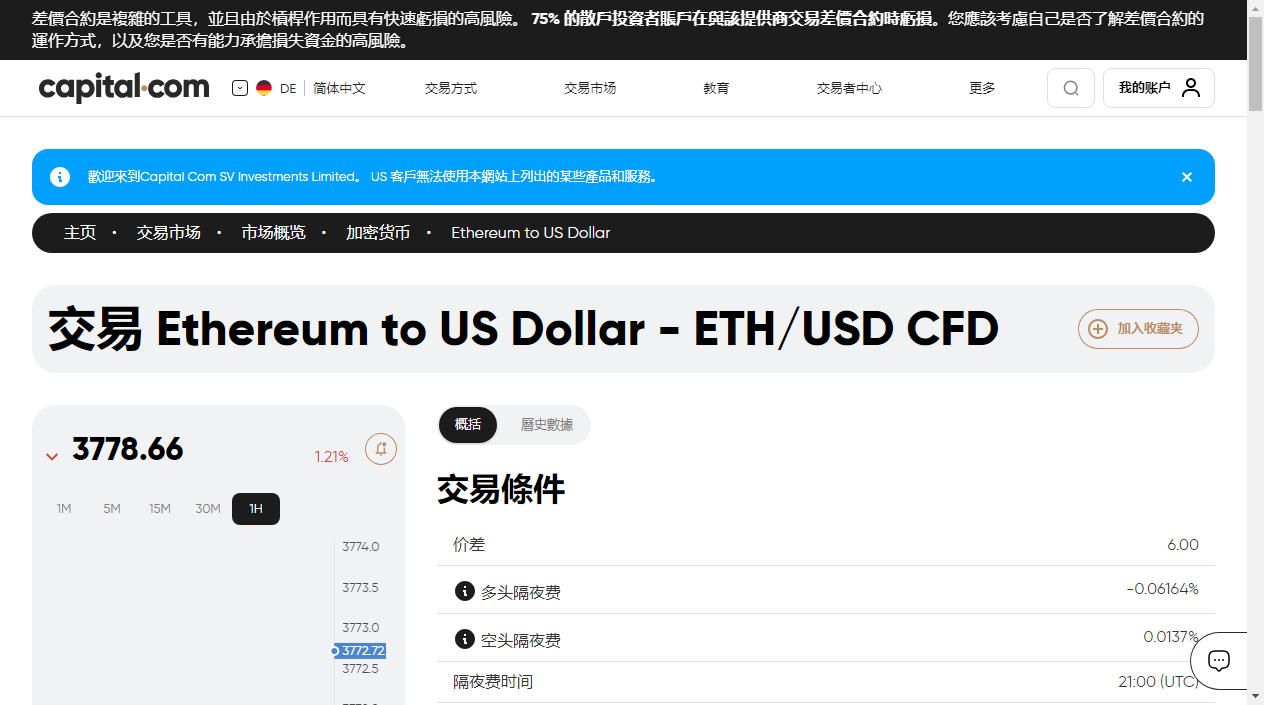 差價合約是複雜的工具，並且由於槓桿作用而具有快速虧損的高風險。 75% 的散戶投資者賬戶在與該提供商交易差價合約時虧損。您應該考慮自己是否了解差價合約的
運作方式，以及您是否有能力承擔損失資金的高風險。
capital.com
DE 简体中文 交易方式 交易市场 教育 交易者中心 更多 我的账户
歡迎來到Capital Com SV Investments Limited。 US 客戶無法使用本網站上列出的某些產品和服務。
主页 • 交易市场 • 市场概览 • 加密货币 • Ethereum to US Dollar
交易 Ethereum to US Dollar - ETH/USD CFD
加入收藏夹
3778.66
1.21%
1M 5M 15M 30M 1H
3774.0
3773.5
3773.0
3772.72
3772.5
概括 曆史數據
交易條件
价差 6.00
多头隔夜费 -0.06164%
空头隔夜费 0.0137%
隔夜费时间 21:00 (UTC)